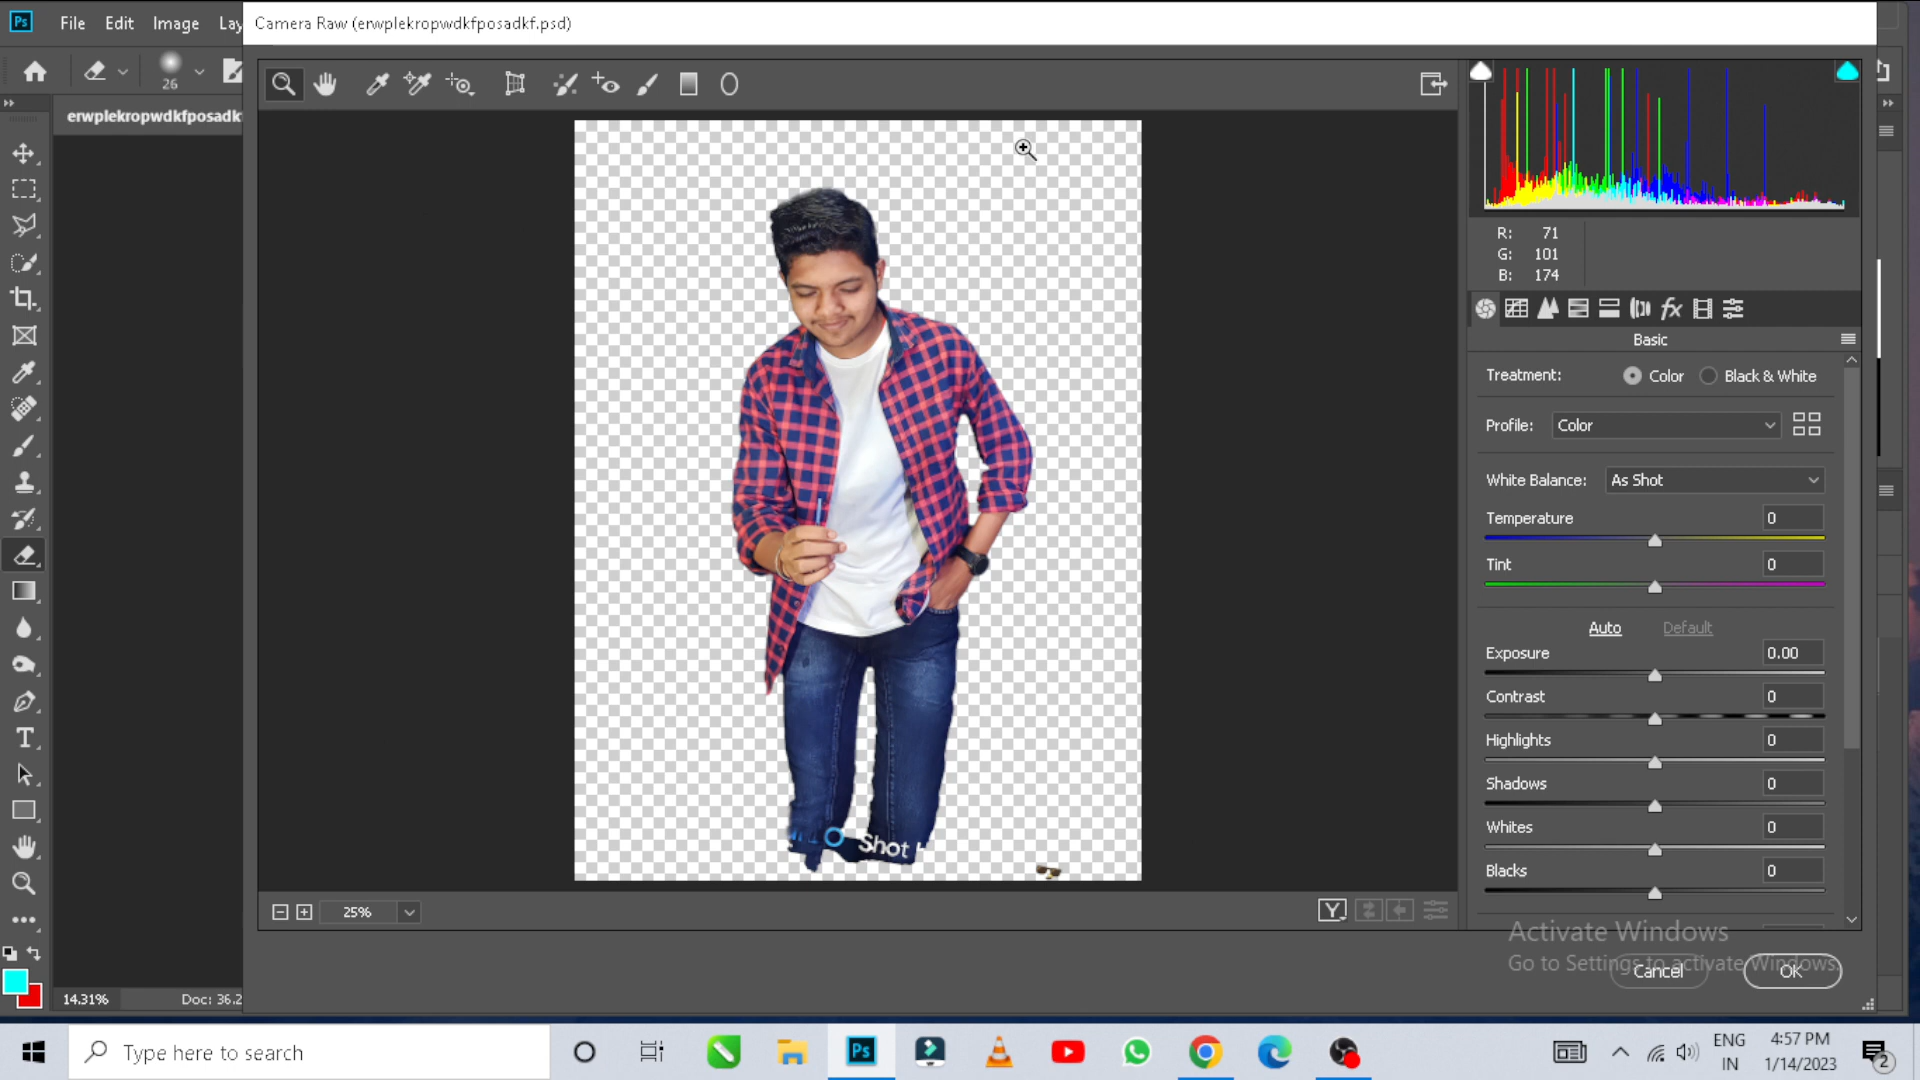 Ps File Edit Image Lay
Camera Raw (erwplekropwdkfposadkf.psd)
26
erwplekropwdkfposadk
R: 71
G: 101
B: 174
Basic
Treatment: Color Black & White
Profile: Color
White Balance: As Shot
Temperature 0
Tint 0
Auto Default
Exposure 0.00
Contrast 0
Highlights 0
Shadows 0
Whites 0
Blacks 0
Shot
25%
Activate Windows
Go to Settings to activate Windows.
Cancel OK
14.31% Doc: 36.2
Type here to search
Ps
ENG
IN
4:57 PM
1/14/2023
2